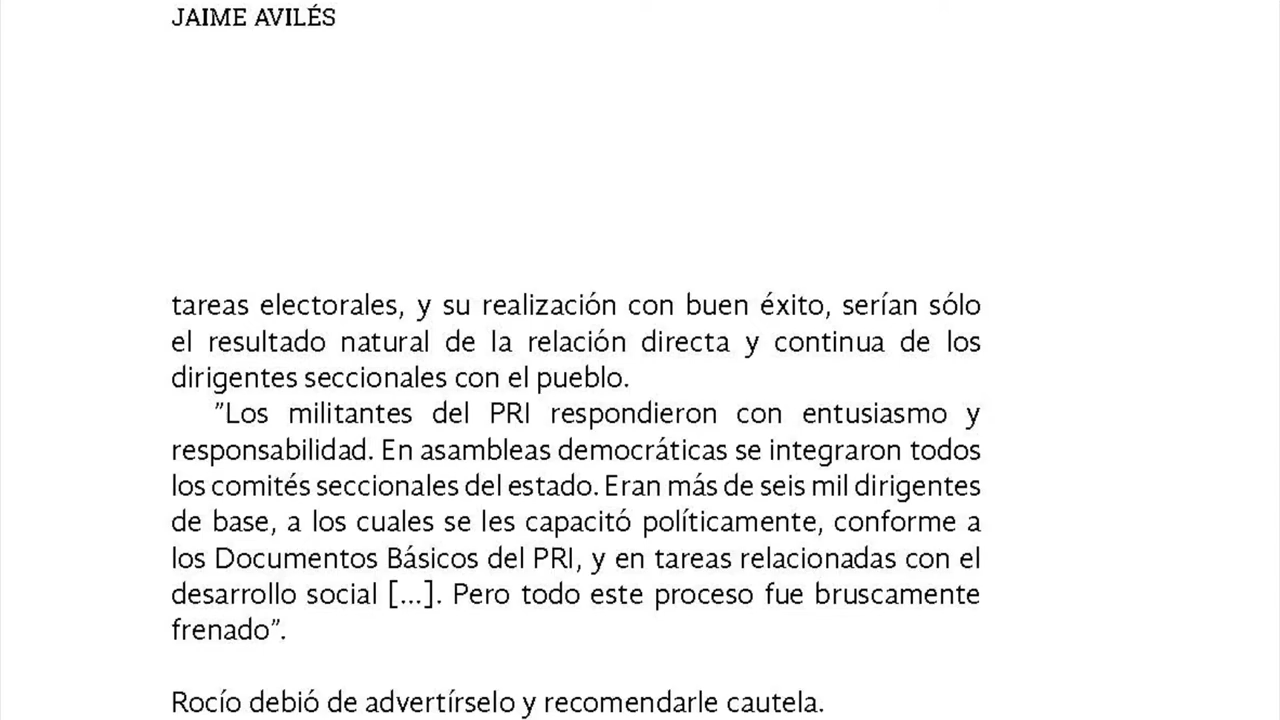 JAIME AVILÉS
tareas electorales, y su realización con buen éxito, serían sólo
el resultado natural de la relación directa y continua de los
dirigentes seccionales con el pueblo.
”Los militantes del PRI respondieron con entusiasmo y
responsabilidad. En asambleas democráticas se integraron todos
los comités seccionales del estado. Eran más de seis mil dirigentes
de base, a los cuales se les capacitó políticamente, conforme a
los Documentos Básicos del PRI, y en tareas relacionadas con el
desarrollo social [...]. Pero todo este proceso fue bruscamente
frenado”.
Rocío debió de advertírselo y recomendarle cautela.